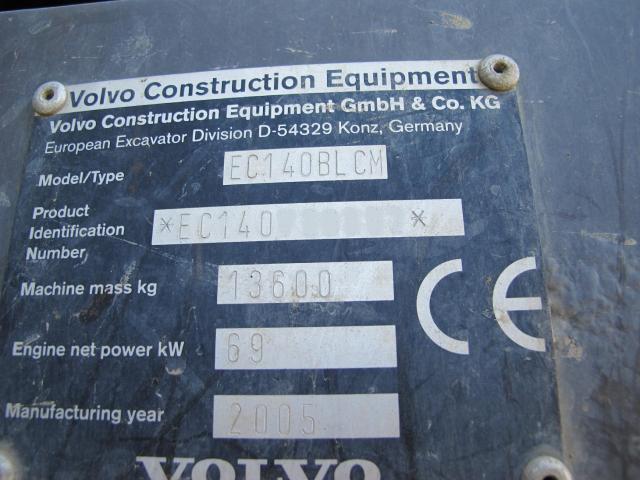 Volvo Construction Equipment
Volvo Construction Equipment GmbH & Co. KG
European Excavator Division D-54329 Konz, Germany
Model/Type EC140BLCM
Product
Identification *EC140 *
Number
Machine mass kg 13600
Engine net power kW 69
Manufacturing year 2005
CE
VOLVO